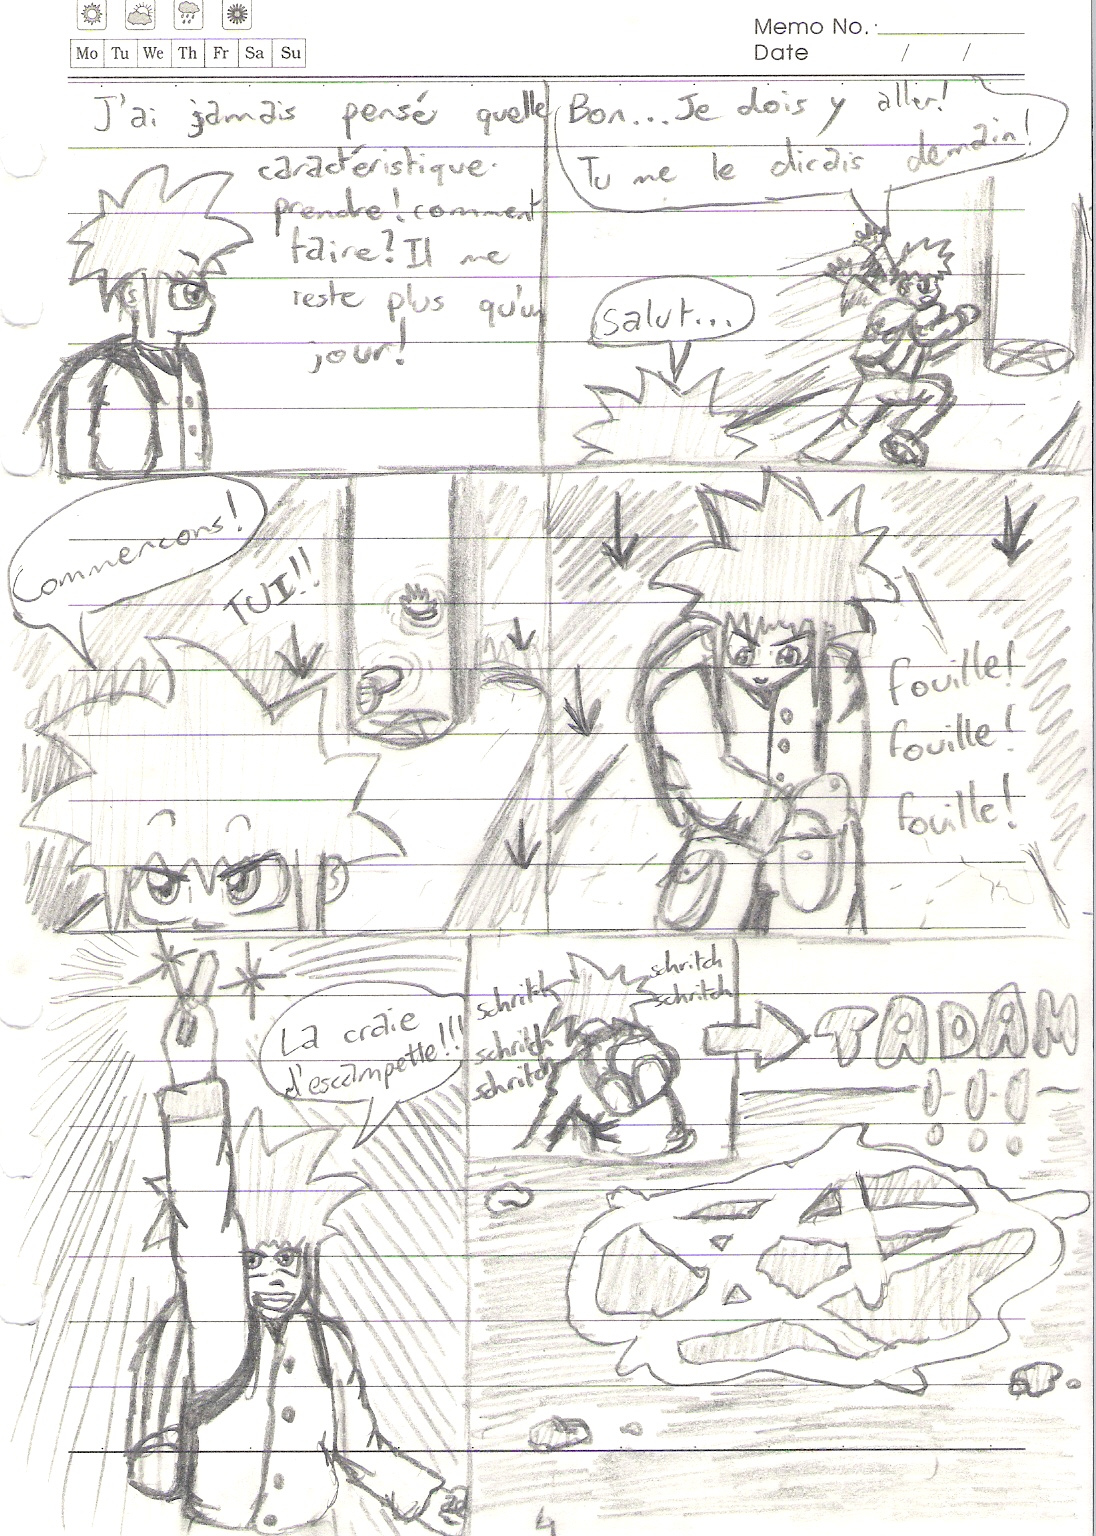 Memo No.:
Date / /
Mo Tu We Th Fr Sa Su
J'ai jamais pensé quelle
caractéristique
prendre! comment
faire? Il me
reste plus qu'un
jour!
Bon... Je dois y aller!
Tu me le dirais demain!
Salut...
Commencons!
TUI!!
fouille!
fouille!
fouille!
La craie
d'escampette!!!
schritch
schritch
schritch
schritch
schritch
TADAM
!-!-!
4